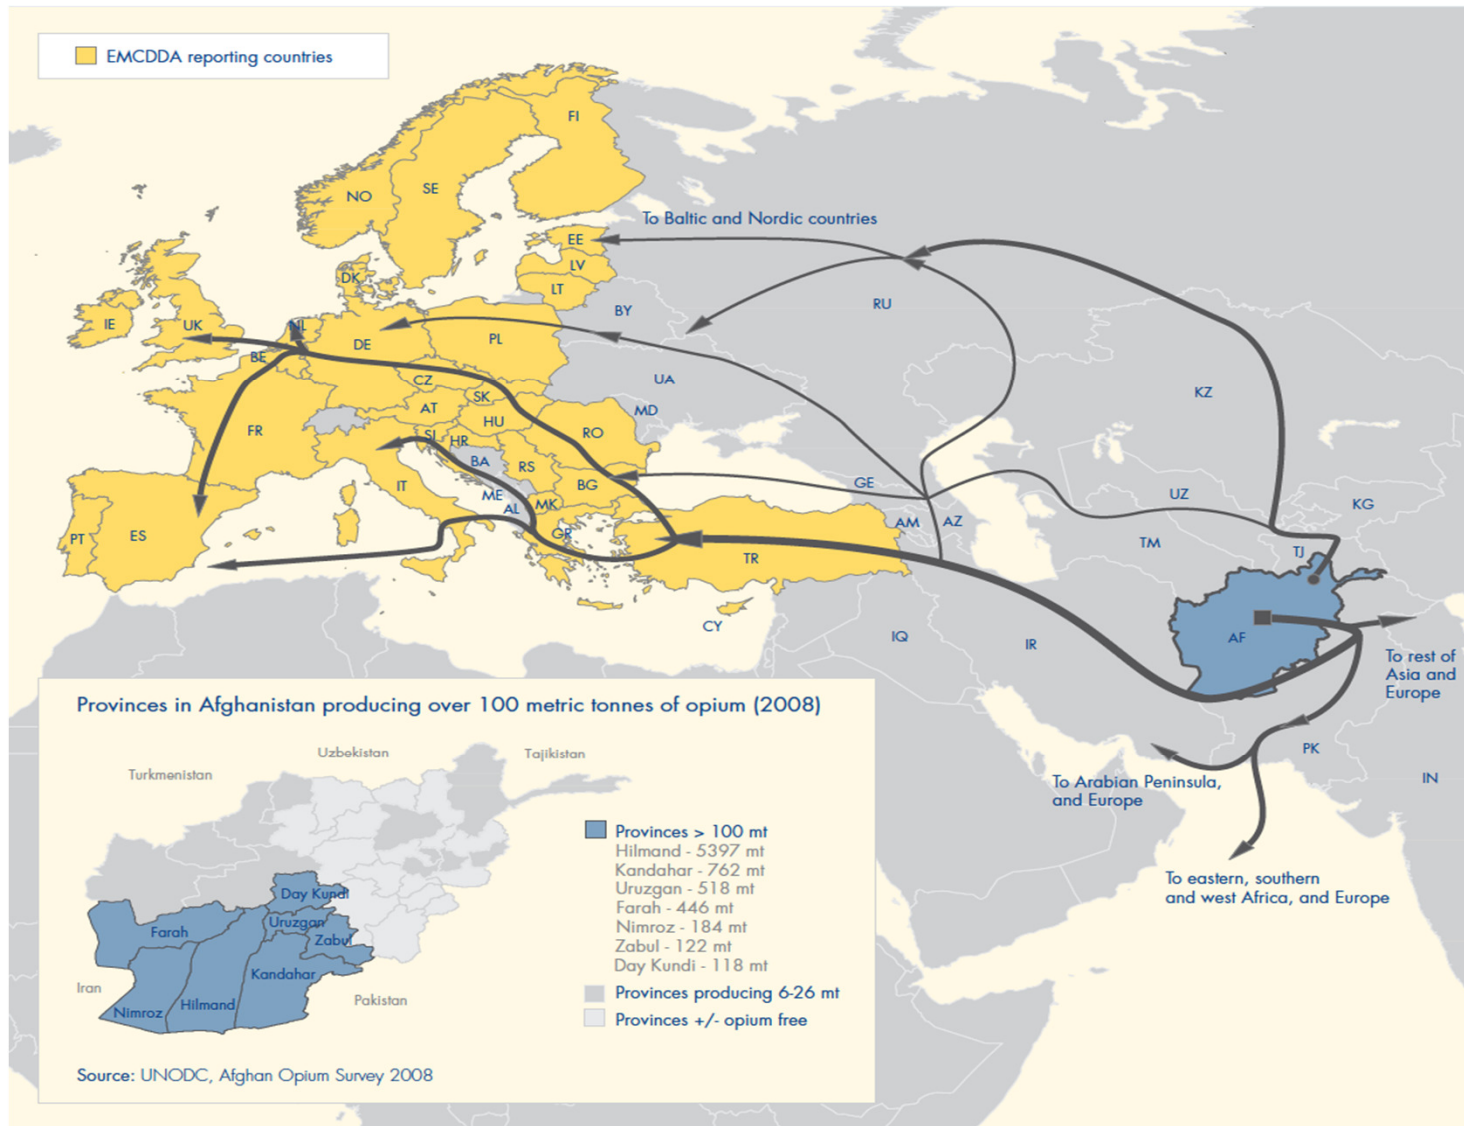 EMCDDA reporting countries
FI
NO
SE
To Baltic and Nordic countries
EE
LV
DK
LT
RU
BY
IE
UK
NL
DE
PL
BE
CZ
UA
SK
KZ
AT
MD
HU
FR
SI
HR
RO
BA
RS
GE
UZ
KG
IT
BG
ME
MK
AL
AM
AZ
PT
ES
GR
TM
TJ
TR
CY
IQ
IR
AF
To rest of
Asia and
Europe
PK
IN
To Arabian Peninsula,
and Europe
To eastern, southern
and west Africa, and Europe
Provinces in Afghanistan producing over 100 metric tonnes of opium (2008)
Uzbekistan
Tajikistan
Turkmenistan
Day Kundi
Uruzgan
Farah
Zabul
Kandahar
Iran
Hilmand
Nimroz
Pakistan
Provinces > 100 mt
Hilmand - 5397 mt
Kandahar - 762 mt
Uruzgan - 518 mt
Farah - 446 mt
Nimroz - 184 mt
Zabul - 122 mt
Day Kundi - 118 mt
Provinces producing 6-26 mt
Provinces +/- opium free
Source: UNODC, Afghan Opium Survey 2008